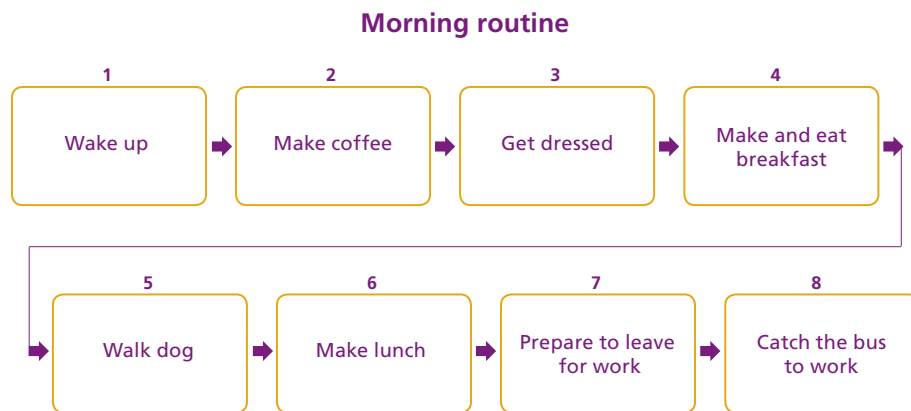 Morning routine
1
2
3
4
Wake up
Make coffee
Get dressed
Make and eat
breakfast
5
6
7
8
Walk dog
Make lunch
Prepare to leave
for work
Catch the bus
to work